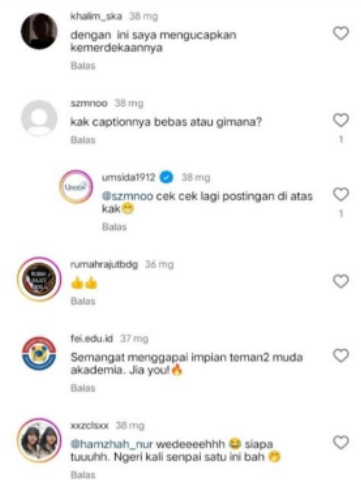 khalim_ska 38 mg
dengan ini saya mengucapkan
kemerdekaannya
Balas
szmnoo 38 mg
kak captionnya bebas atau gimana?
Balas
1
umsida1912 38 mg
@szmnoo cek cek lagi postingan di atas
kak😁
Balas
1
rumahrajutbdg 36 mg
👍👍
Balas
fei.edu.id 37 mg
Semangat menggapai impian teman2 muda
akademia. Jia you!🔥
Balas
xxzclsxx 38 mg
@hamzhah_nur wedeeeehhh 😂 siapa
tuuuhh. Ngeri kali senpai satu ini bah 🤭
Balas